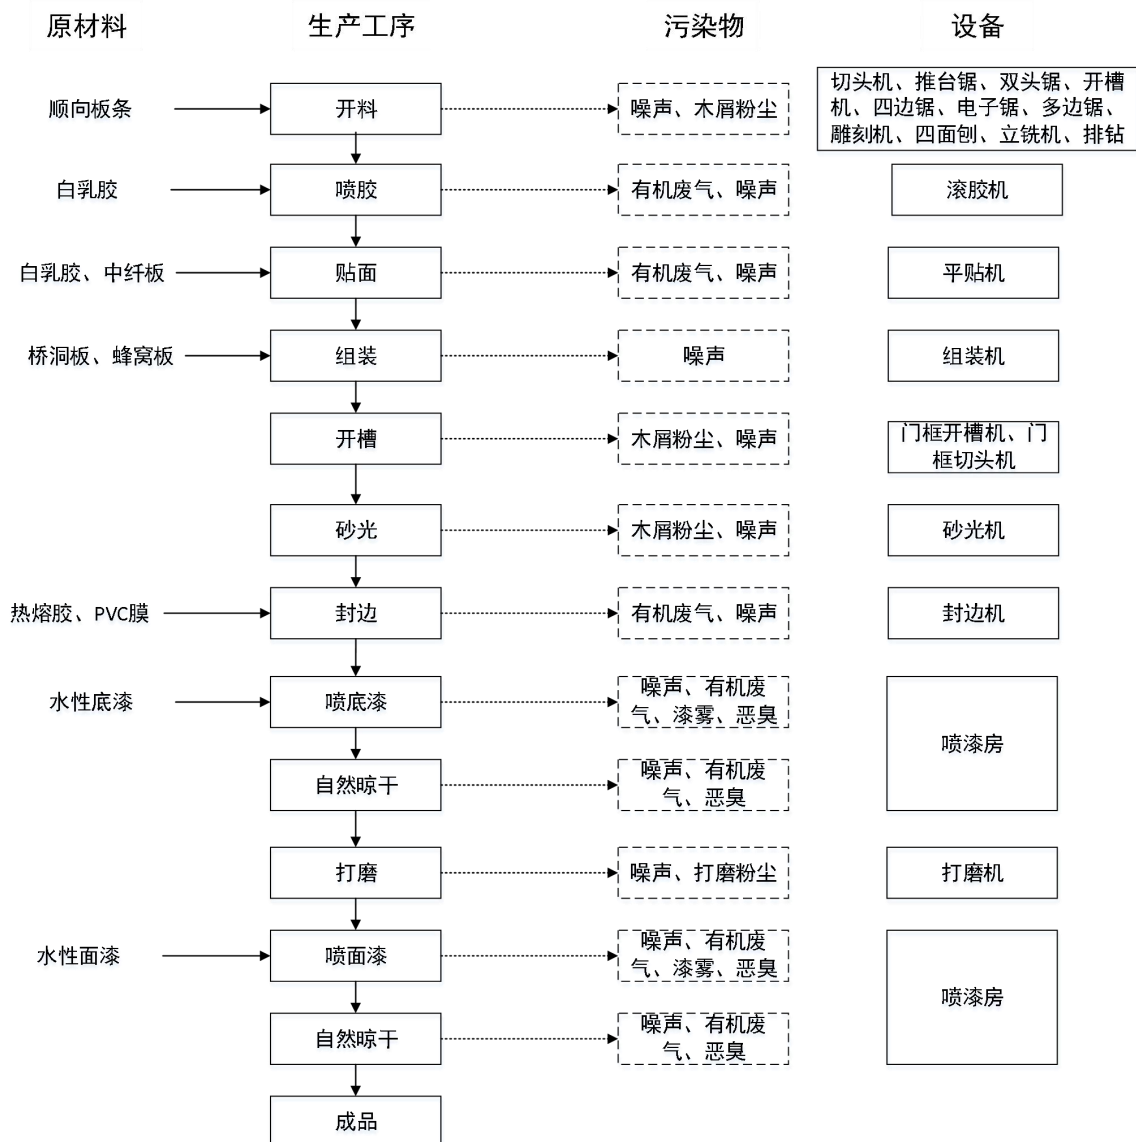 原材料 生产工序 污染物 设备
顺向板条 开料 噪声、木屑粉尘
切头机、推台锯、双头锯、开槽
机、四边锯、电子锯、多边锯、
雕刻机、四面刨、立铣机、排钻
白乳胶 喷胶 有机废气、噪声 滚胶机
白乳胶、中纤板 贴面 有机废气、噪声 平贴机
桥洞板、蜂窝板 组装 噪声 组装机
开槽 木屑粉尘、噪声
门框开槽机、门
框切头机
砂光 木屑粉尘、噪声 砂光机
热熔胶、PVC膜 封边 有机废气、噪声 封边机
水性底漆 喷底漆
噪声、有机废
气、漆雾、恶臭
喷漆房
自然晾干
噪声、有机废
气、恶臭
打磨 噪声、打磨粉尘 打磨机
水性面漆 喷面漆
噪声、有机废
气、漆雾、恶臭
喷漆房
自然晾干
噪声、有机废
气、恶臭
成品